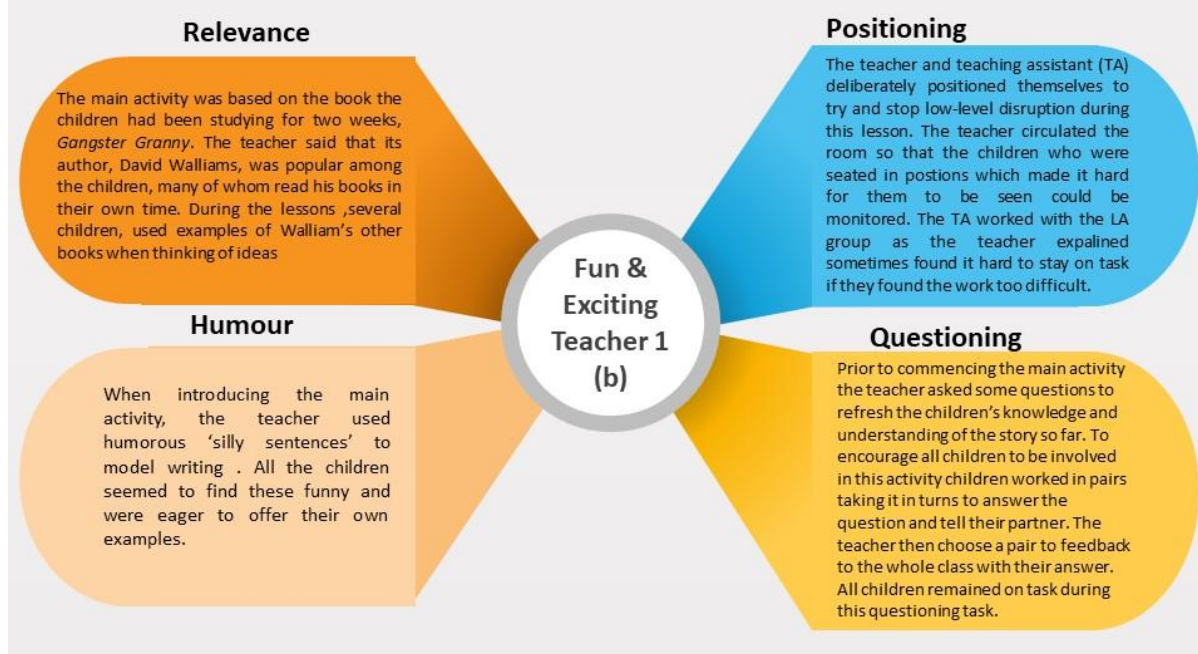 Relevance
The main activity was based on the book the
children had been studying for two weeks,
Gangster Granny. The teacher said that its
author, David Walliams, was popular among
the children, many of whom read his books in
their own time. During the lessons ,several
children, used examples of Walliam's other
books when thinking of ideas
Positioning
The teacher and teaching assistant (TA)
deliberately positioned themselves to
try and stop low-level disruption during
this lesson. The teacher circulated the
room so that the children who were
seated in postions which made it hard
for them to be seen could be
monitored. The TA worked with the LA
group as the teacher expalined
sometimes found it hard to stay on task
if they found the work too difficult.
Fun &
Exciting
Teacher 1
(b)
Humour
When introducing the main
activity, the teacher used
humorous ‘silly sentences’ to
model writing . All the children
seemed to find these funny and
were eager to offer their own
examples.
Questioning
Prior to commencing the main activity
the teacher asked some questions to
refresh the children’s knowledge and
understanding of the story so far. To
encourage all children to be involved
in this activity children worked in pairs
taking it in turns to answer the
question and tell their partner. The
teacher then choose a pair to feedback
to the whole class with their answer.
All children remained on task during
this questioning task.